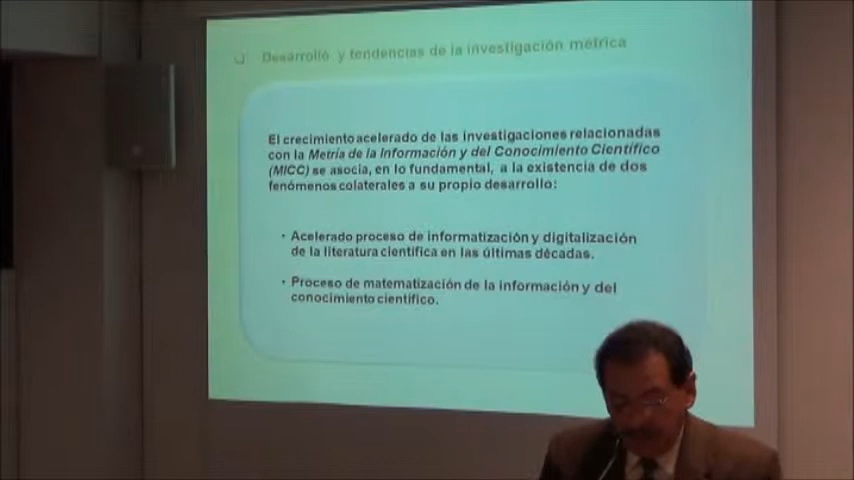 Desarrollo y tendencias de la investigación métrica
El crecimiento acelerado de las investigaciones relacionadas
con la Metría de la Información y del Conocimiento Científico
(MICC) se asocia, en lo fundamental, a la existencia de dos
fenómenos colaterales a su propio desarrollo:
· Acelerado proceso de informatización y digitalización
de la literatura científica en las últimas décadas.
· Proceso de matematización de la información y del
conocimiento científico.